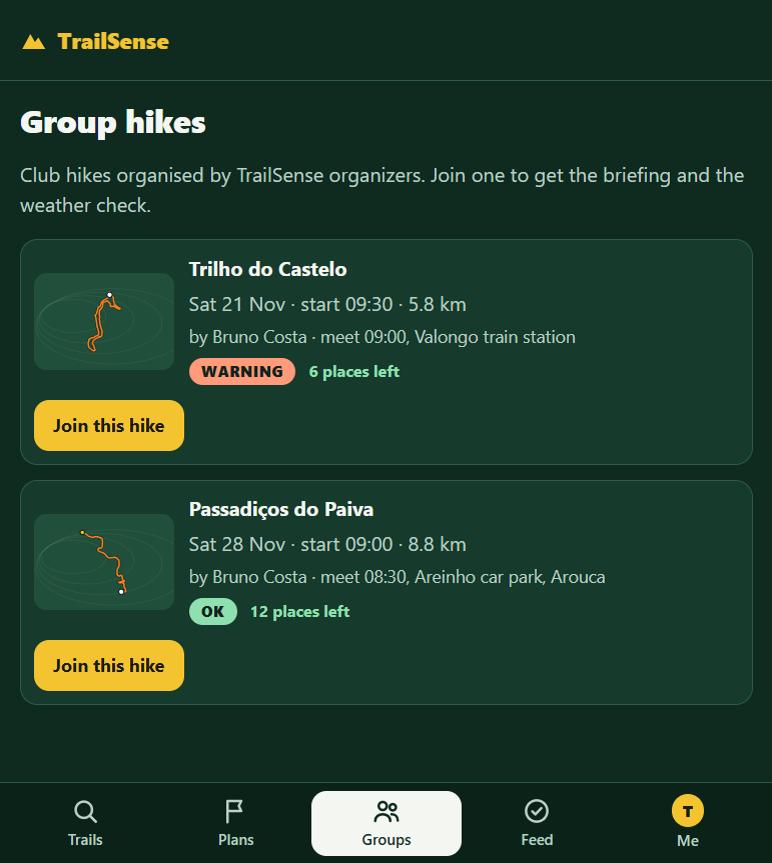 TrailSense
Group hikes
Club hikes organised by TrailSense organizers. Join one to get the briefing and the
weather check.
Trilho do Castelo
Sat 21 Nov · start 09:30 · 5.8 km
by Bruno Costa · meet 09:00, Valongo train station
WARNING 6 places left
Join this hike
Passadiços do Paiva
Sat 28 Nov · start 09:00 · 8.8 km
by Bruno Costa · meet 08:30, Areinho car park, Arouca
OK 12 places left
Join this hike
T
Trails Plans Groups Feed Me